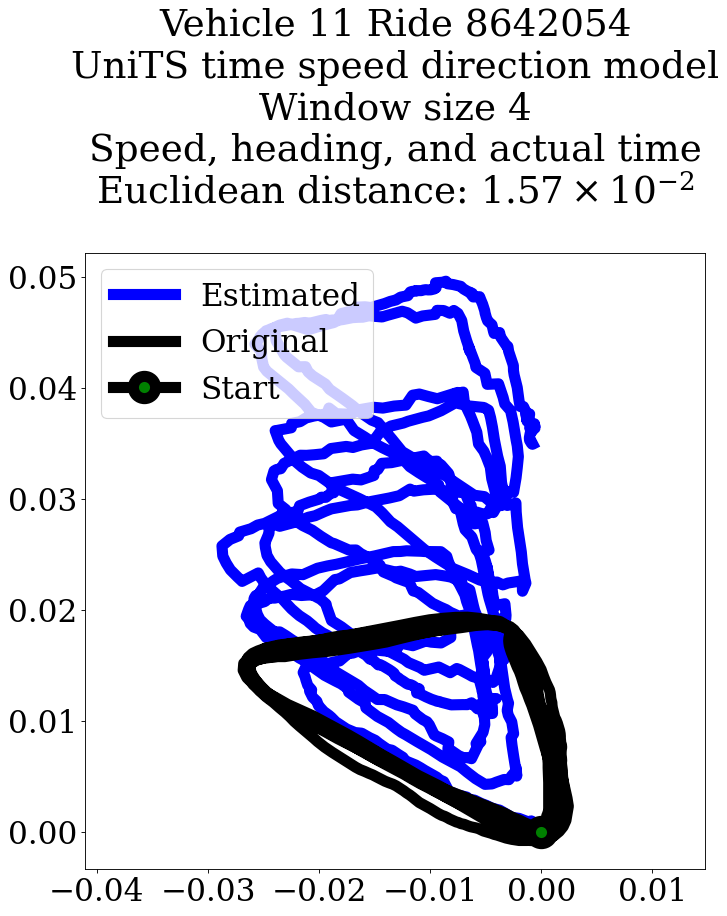 Vehicle 11 Ride 8642054
UniTS time speed direction model
Window size 4
Speed, heading, and actual time
Euclidean distance: 1.57 × 10⁻²
Estimated
Original
Start
0.05
0.04
0.03
0.02
0.01
0.00
−0.04 −0.03 −0.02 −0.01 0.00 0.01